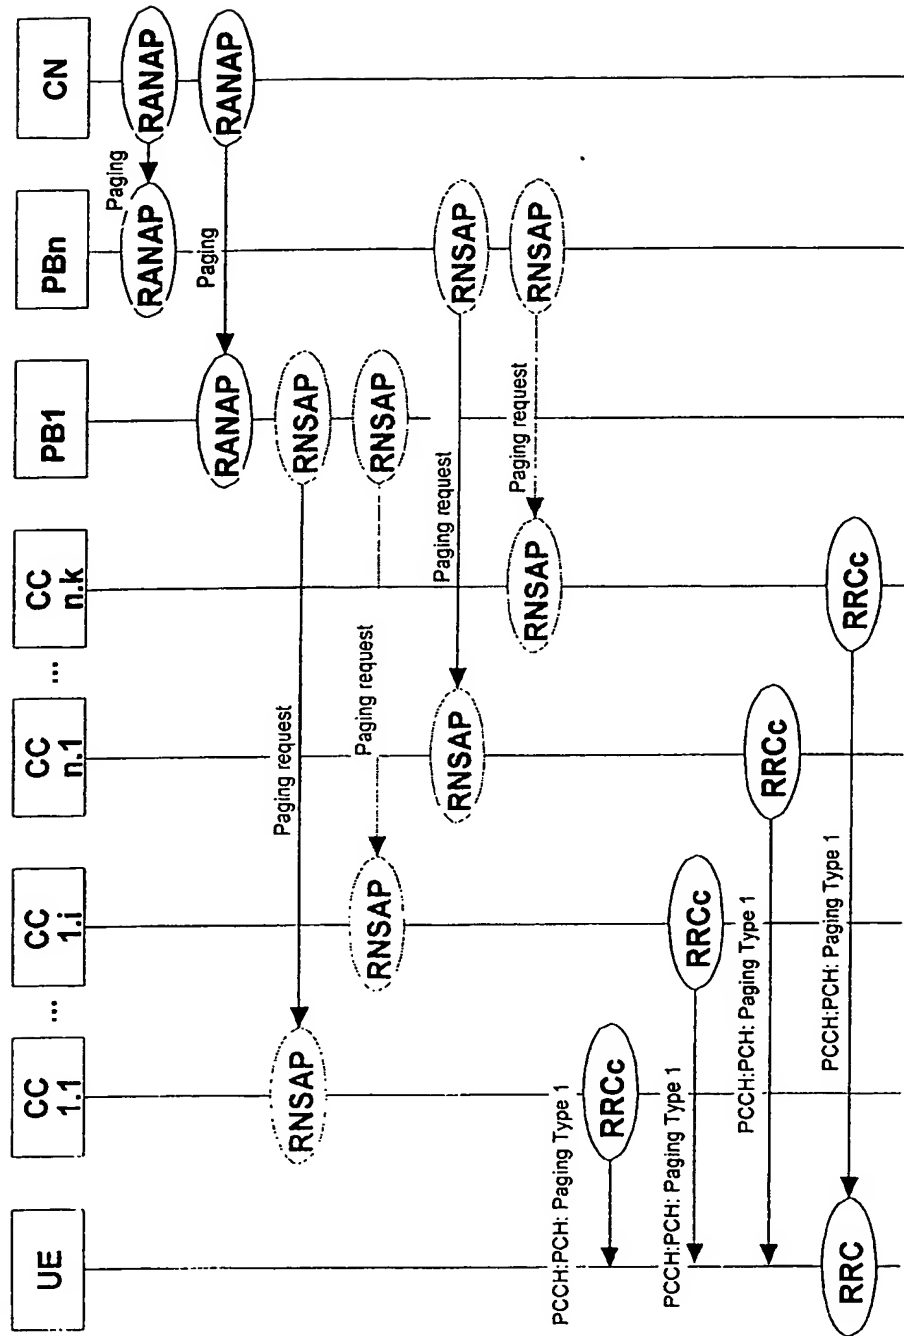 UE
CC
1.1
...
CC
1.i
CC
n.1
...
CC
n.k
PB1
PBn
CN
RANAP
Paging
RANAP
RANAP
Paging
RANAP
RNSAP
Paging request
RNSAP
RNSAP
Paging request
RNSAP
RNSAP
Paging request
RNSAP
RNSAP
Paging request
RNSAP
PCCH:PCH: Paging Type 1
RRCc
PCCH:PCH: Paging Type 1
RRCc
PCCH:PCH: Paging Type 1
RRCc
PCCH:PCH: Paging Type 1
RRC
RRCc